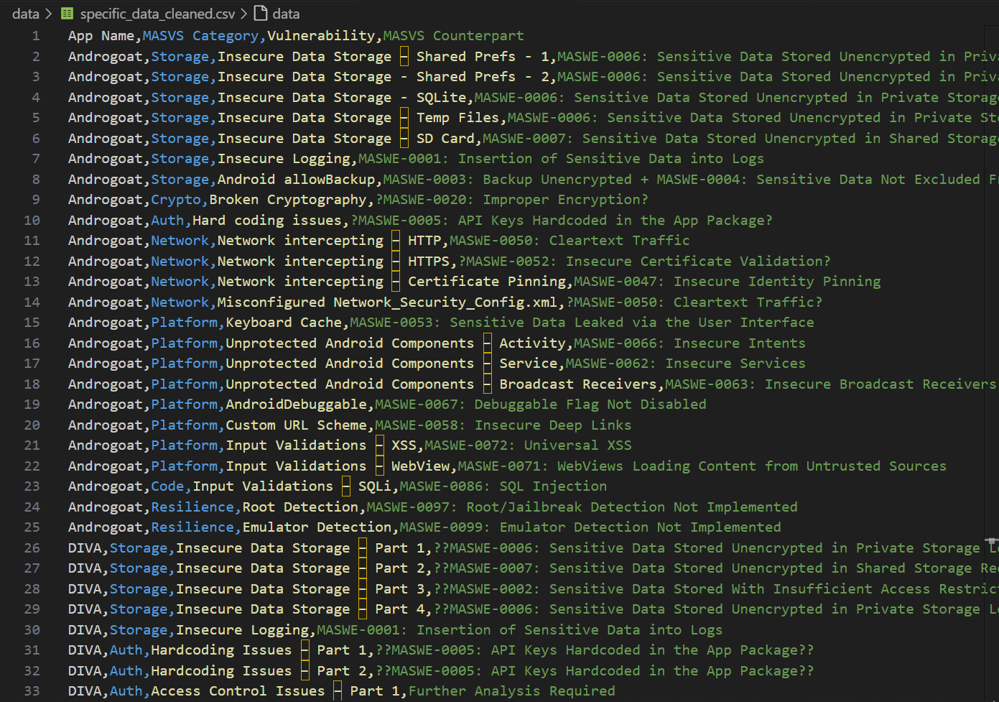 data > specific_data_cleaned.csv > data
1 App Name,MASVS Category,Vulnerability,MASVS Counterpart
2 Androgoat,Storage,Insecure Data Storage – Shared Prefs - 1,MASWE-0006: Sensitive Data Stored Unencrypted in
3 Androgoat,Storage,Insecure Data Storage - Shared Prefs - 2,MASWE-0006: Sensitive Data Stored Unencrypted in
4 Androgoat,Storage,Insecure Data Storage - SQLite,MASWE-0006: Sensitive Data Stored Unencrypted in Private
5 Androgoat,Storage,Insecure Data Storage – Temp Files,MASWE-0006: Sensitive Data Stored Unencrypted in Private
6 Androgoat,Storage,Insecure Data Storage – SD Card,MASWE-0007: Sensitive Data Stored Unencrypted in Shared
7 Androgoat,Storage,Insecure Logging,MASWE-0001: Insertion of Sensitive Data into Logs
8 Androgoat,Storage,Android allowBackup,MASWE-0003: Backup Unencrypted + MASWE-0004: Sensitive Data Not Excluded
9 Androgoat,Crypto,Broken Cryptography,?MASWE-0020: Improper Encryption?
10 Androgoat,Auth,Hard coding issues,?MASWE-0005: API Keys Hardcoded in the App Package?
11 Androgoat,Network,Network intercepting – HTTP,MASWE-0050: Cleartext Traffic
12 Androgoat,Network,Network intercepting – HTTPS,?MASWE-0052: Insecure Certificate Validation?
13 Androgoat,Network,Network intercepting – Certificate Pinning,MASWE-0047: Insecure Identity Pinning
14 Androgoat,Network,Misconfigured Network_Security_Config.xml,?MASWE-0050: Cleartext Traffic?
15 Androgoat,Platform,Keyboard Cache,MASWE-0053: Sensitive Data Leaked via the User Interface
16 Androgoat,Platform,Unprotected Android Components – Activity,MASWE-0066: Insecure Intents
17 Androgoat,Platform,Unprotected Android Components – Service,MASWE-0062: Insecure Services
18 Androgoat,Platform,Unprotected Android Components – Broadcast Receivers,MASWE-0063: Insecure Broadcast Receivers
19 Androgoat,Platform,AndroidDebuggable,MASWE-0067: Debuggable Flag Not Disabled
20 Androgoat,Platform,Custom URL Scheme,MASWE-0058: Insecure Deep Links
21 Androgoat,Platform,Input Validations – XSS,MASWE-0072: Universal XSS
22 Androgoat,Platform,Input Validations – WebView,MASWE-0071: WebViews Loading Content from Untrusted Sources
23 Androgoat,Code,Input Validations – SQLi,MASWE-0086: SQL Injection
24 Androgoat,Resilience,Root Detection,MASWE-0097: Root/Jailbreak Detection Not Implemented
25 Androgoat,Resilience,Emulator Detection,MASWE-0099: Emulator Detection Not Implemented
26 DIVA,Storage,Insecure Data Storage – Part 1,??MASWE-0006: Sensitive Data Stored Unencrypted in Private Storage
27 DIVA,Storage,Insecure Data Storage – Part 2,??MASWE-0007: Sensitive Data Stored Unencrypted in Shared Storage
28 DIVA,Storage,Insecure Data Storage – Part 3,??MASWE-0002: Sensitive Data Stored With Insufficient Access
29 DIVA,Storage,Insecure Data Storage – Part 4,??MASWE-0006: Sensitive Data Stored Unencrypted in Private Storage
30 DIVA,Storage,Insecure Logging,MASWE-0001: Insertion of Sensitive Data into Logs
31 DIVA,Auth,Hardcoding Issues – Part 1,??MASWE-0005: API Keys Hardcoded in the App Package??
32 DIVA,Auth,Hardcoding Issues – Part 2,??MASWE-0005: API Keys Hardcoded in the App Package??
33 DIVA,Auth,Access Control Issues – Part 1,Further Analysis Required